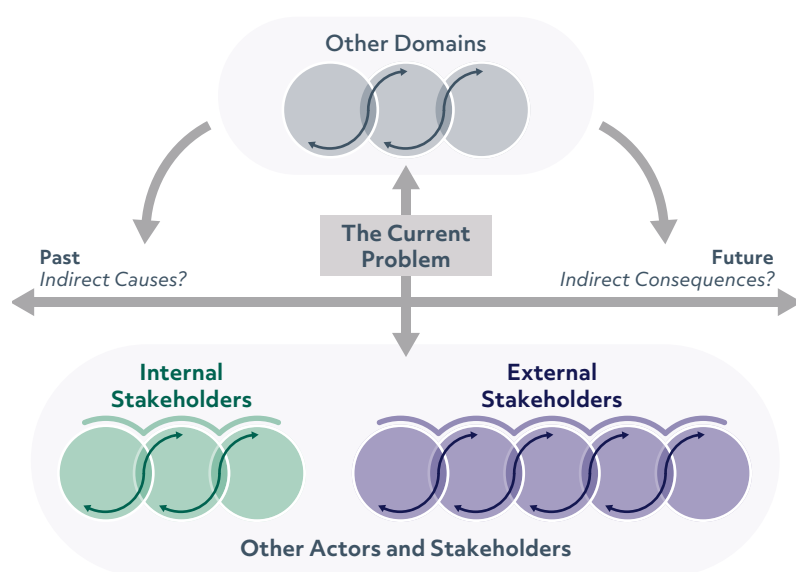 Other Domains
The Current
Problem
Past
Indirect Causes?
Future
Indirect Consequences?
Internal
Stakeholders
External
Stakeholders
Other Actors and Stakeholders